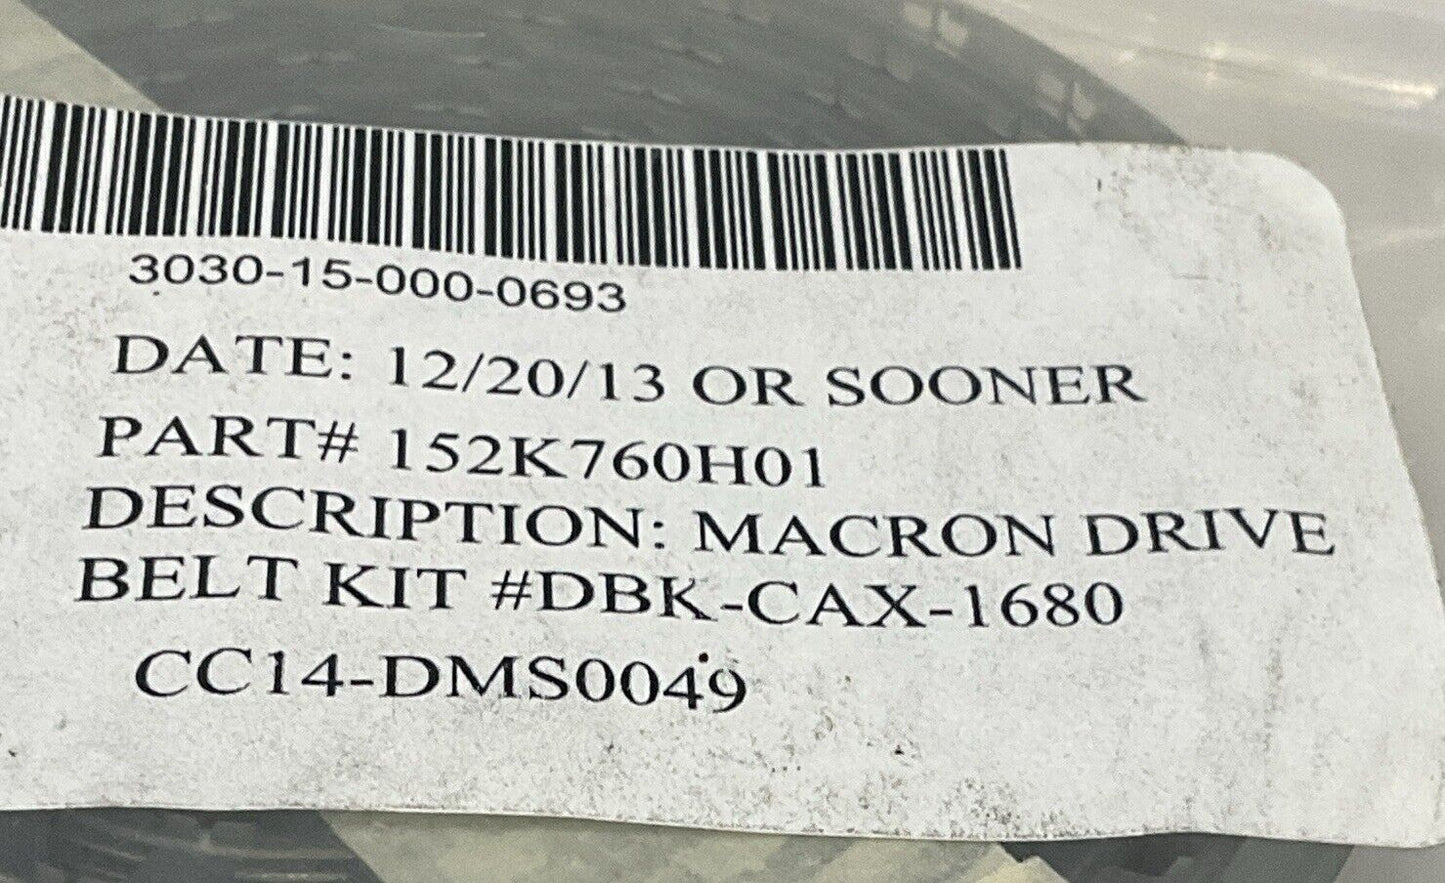 3030-15-000-0693
DATE: 12/20/13 OR SOONER
PART# 152K760H01
DESCRIPTION: MACRON DRIVE
BELT KIT #DBK-CAX-1680
CC14-DMS0049